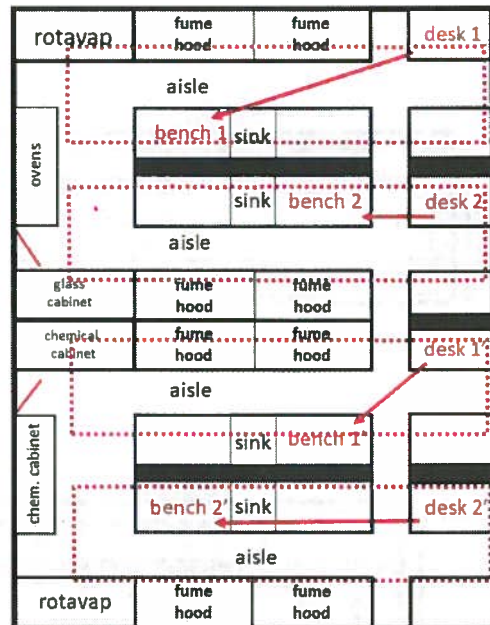 rotavap
fume
hood
fume
hood
desk 1
aisle
bench 1
sink
ovens
sink
bench 2
desk 2
aisle
glass
cabinet
fume
hood
fume
hood
chemical
cabinet
fume
hood
fume
hood
desk 1'
aisle
sink
bench 1'
chem. cabinet
bench 2'
sink
desk 2'
aisle
rotavap
fume
hood
fume
hood